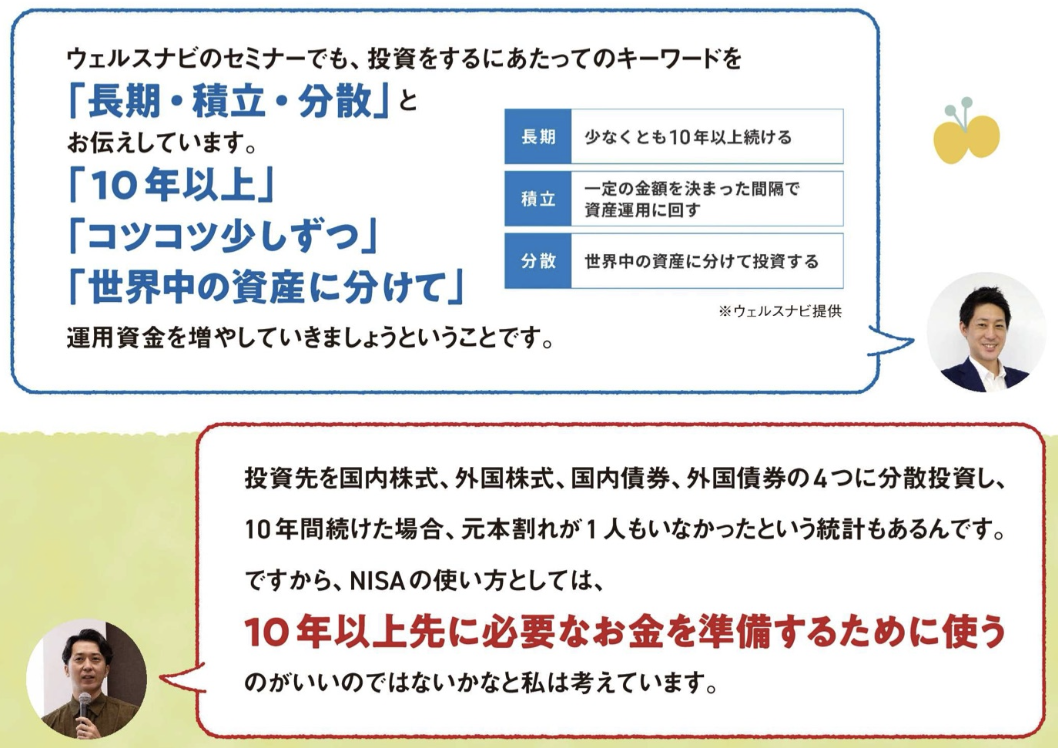 ウェルスナビのセミナーでも、投資をするにあたってのキーワードを
「長期・積立・分散」と
お伝えしています。
「10年以上」
「コツコツ少しずつ」
「世界中の資産に分けて」
運用資金を増やしていきましょうということです。
長期 少なくとも10年以上続ける
積立 一定の金額を決まった間隔で
資産運用に回す
分散 世界中の資産に分けて投資する
※ウェルスナビ提供
投資先を国内株式、外国株式、国内債券、外国債券の4つに分散投資し、
10年間続けた場合、元本割れが1人もいなかったという統計もあるんです。
ですから、NISAの使い方としては、
10年以上先に必要なお金を準備するために使う
のがいいのではないかなと私は考えています。